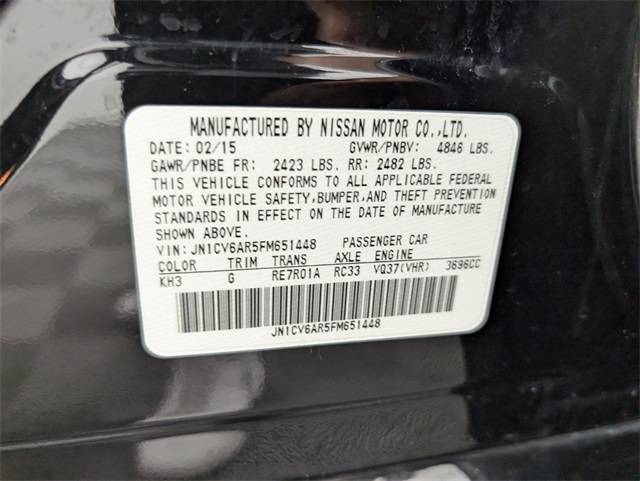 MANUFACTURED BY NISSAN MOTOR CO.,LTD.
DATE: 02/15 GVWR/PNBV: 4846 LBS.
GAWR/PNBE FR: 2423 LBS. RR: 2482 LBS.
THIS VEHICLE CONFORMS TO ALL APPLICABLE FEDERAL
MOTOR VEHICLE SAFETY,BUMPER,AND THEFT PREVENTION
STANDARDS IN EFFECT ON THE DATE OF MANUFACTURE
SHOWN ABOVE.
VIN: JN1CV6AR5FM651448 PASSENGER CAR
COLOR TRIM TRANS AXLE ENGINE
KH3 G RE7R01A RC33 VQ37(VHR) 3696CC
JN1CV6AR5FM651448